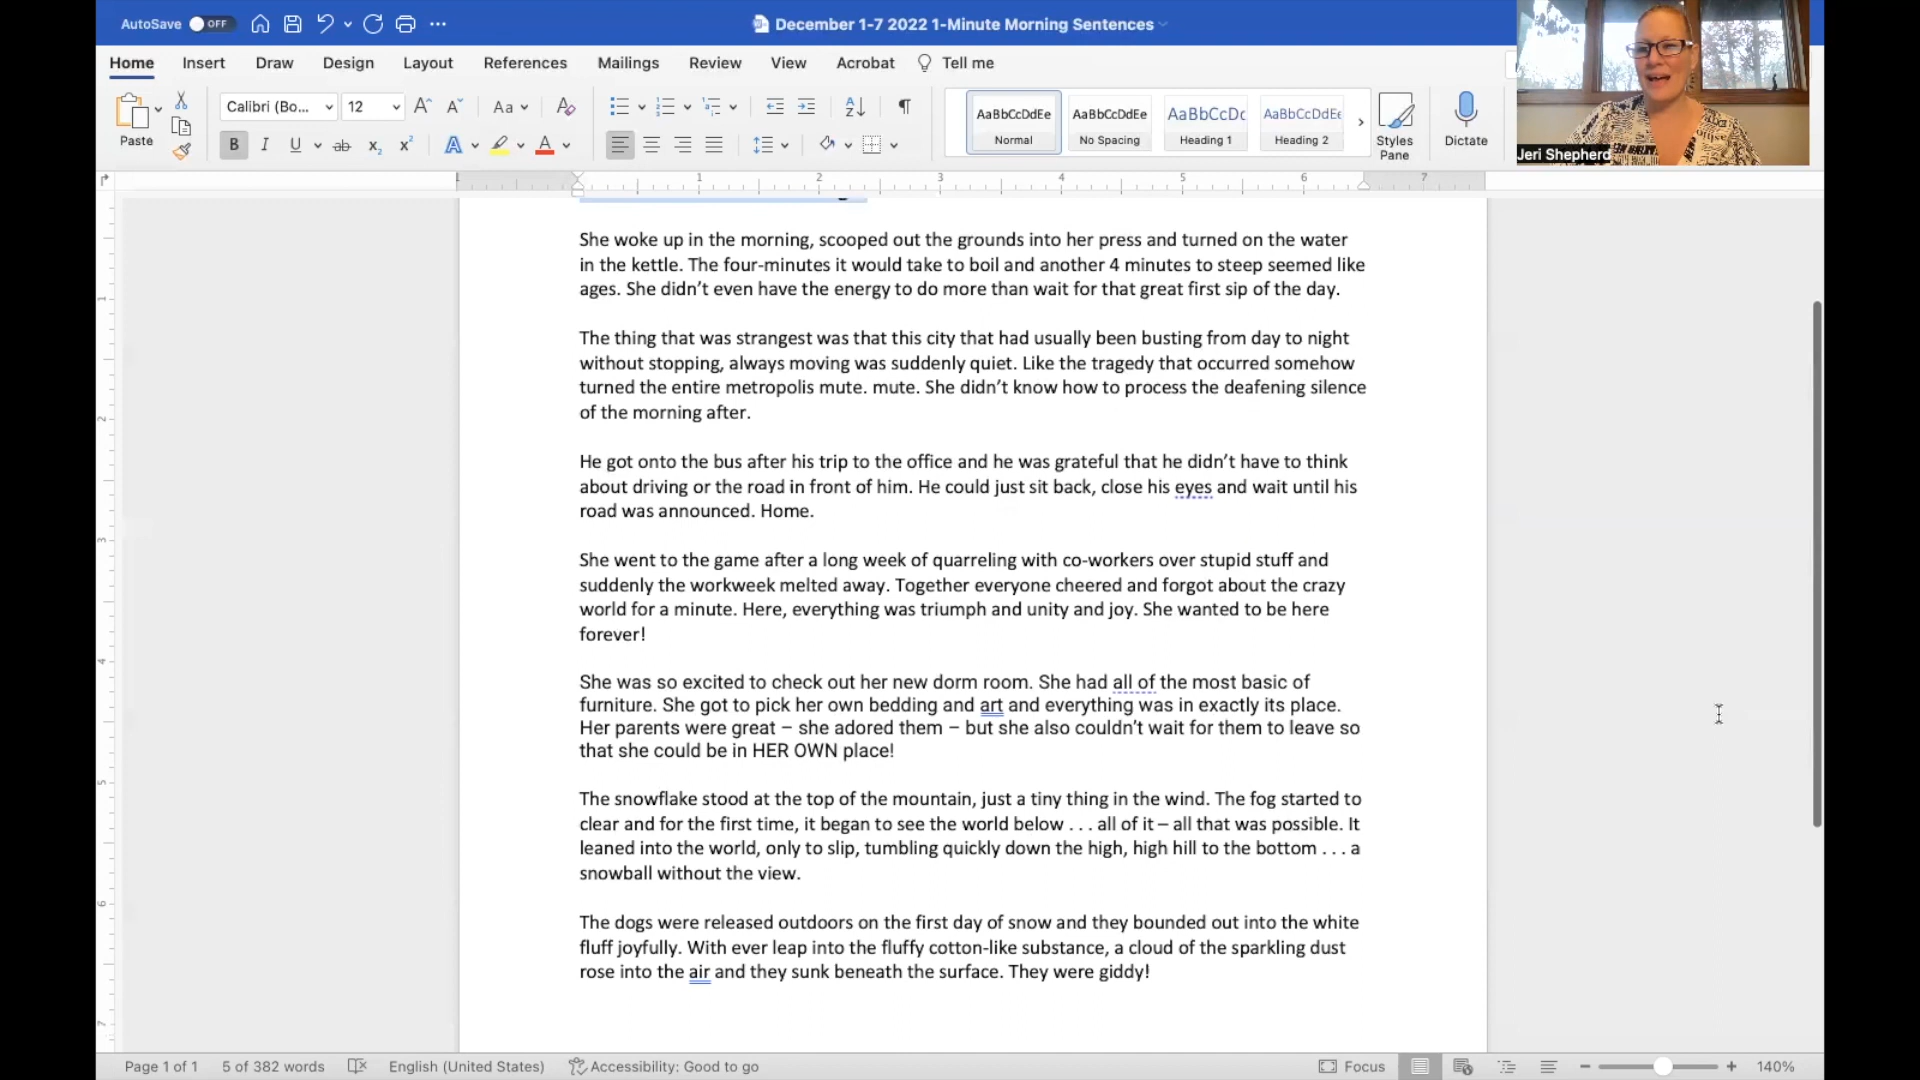 AutoSave OFF
December 1-7 2022 1-Minute Morning Sentences
Home Insert Draw Design Layout References Mailings Review View Acrobat Tell me
Paste
Calibri (Bo... 12
AaBbCcDdEe AaBbCcDdEe AaBbCcDc AaBbCcDdEe
Normal No Spacing Heading 1 Heading 2
Styles Pane
Dictate
Jeri Shepherd
1 1 2 3 4 5 6 7
She woke up in the morning, scooped out the grounds into her press and turned on the water
in the kettle. The four-minutes it would take to boil and another 4 minutes to steep seemed like
ages. She didn't even have the energy to do more than wait for that great first sip of the day.
The thing that was strangest was that this city that had usually been busting from day to night
without stopping, always moving was suddenly quiet. Like the tragedy that occurred somehow
turned the entire metropolis mute. mute. She didn't know how to process the deafening silence
of the morning after.
He got onto the bus after his trip to the office and he was grateful that he didn't have to think
about driving or the road in front of him. He could just sit back, close his eyes and wait until his
road was announced. Home.
She went to the game after a long week of quarreling with co-workers over stupid stuff and
suddenly the workweek melted away. Together everyone cheered and forgot about the crazy
world for a minute. Here, everything was triumph and unity and joy. She wanted to be here
forever!
She was so excited to check out her new dorm room. She had all of the most basic of
furniture. She got to pick her own bedding and art and everything was in exactly its place.
Her parents were great – she adored them – but she also couldn't wait for them to leave so
that she could be in HER OWN place!
The snowflake stood at the top of the mountain, just a tiny thing in the wind. The fog started to
clear and for the first time, it began to see the world below . . . all of it – all that was possible. It
leaned into the world, only to slip, tumbling quickly down the high, high hill to the bottom . . . a
snowball without the view.
The dogs were released outdoors on the first day of snow and they bounded out into the white
fluff joyfully. With ever leap into the fluffy cotton-like substance, a cloud of the sparkling dust
rose into the air and they sunk beneath the surface. They were giddy!
Page 1 of 1 5 of 382 words English (United States) Accessibility: Good to go Focus 140%